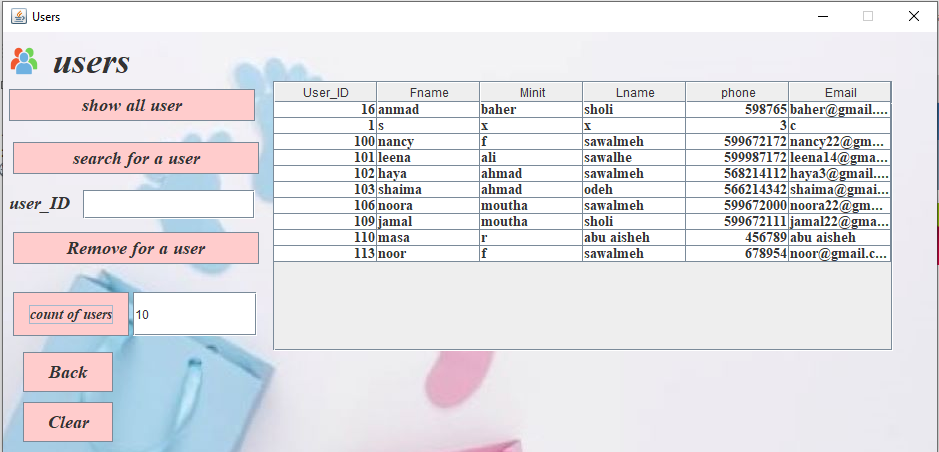 Users
users
show all user
search for a user
user_ID
Remove for a user
count of users 10
Back
Clear
User_ID Fname Minit Lname phone Email
16 anmad baher sholi 598765 baher@gmail....
1 s x x 3 c
100 nancy f sawalmeh 599672172 nancy22@gm...
101 leena ali sawalhe 599987172 leena14@gma...
102 haya ahmad sawalmeh 568214112 haya3@gmail....
103 shaima ahmad odeh 566214342 shaima@gmai...
106 noora moutha sawalmeh 599672000 noora22@gm...
109 jamal moutha sholi 599672111 jamal22@gma...
110 masa r abu aisheh 456789 abu aisheh
113 noor f sawalmeh 678954 noor@gmail.c...